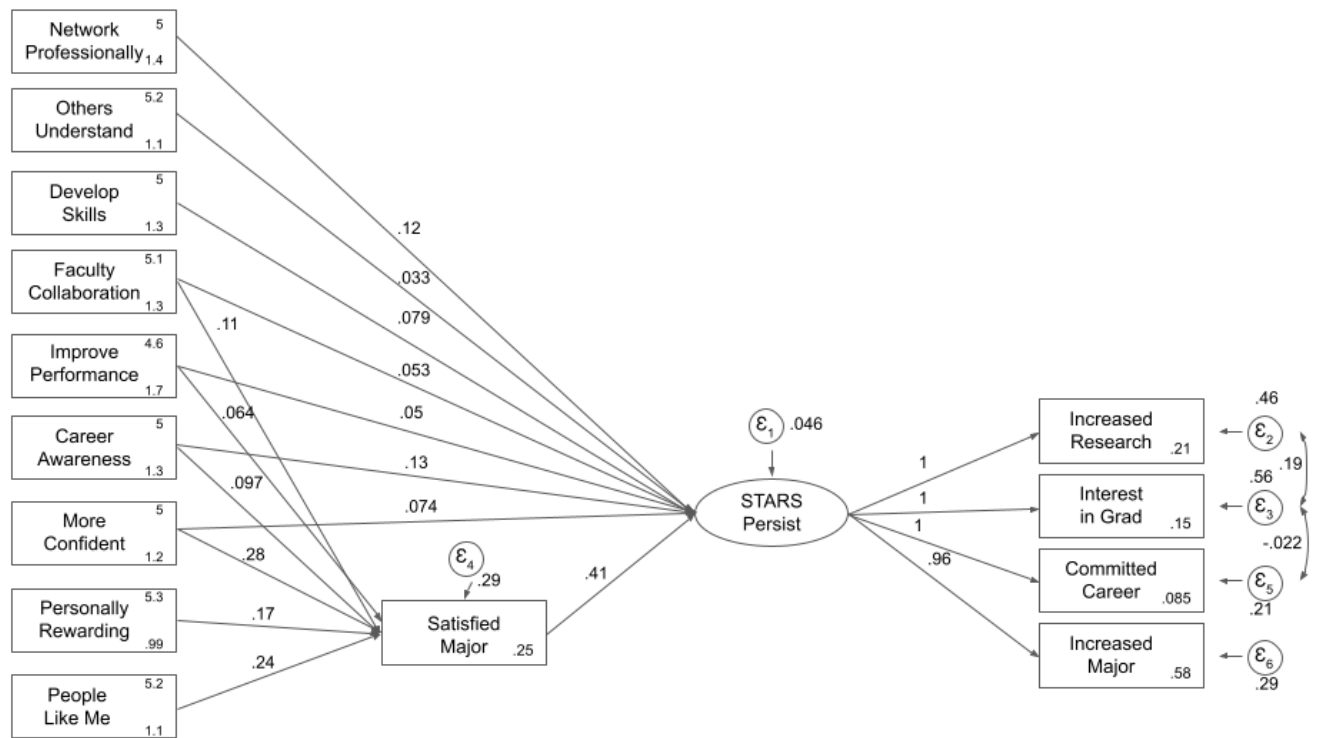 Network
Professionally
5
1.4
Others
Understand
5.2
1.1
Develop
Skills
5
1.3
Faculty
Collaboration
5.1
1.3
Improve
Performance
4.6
1.7
Career
Awareness
5
1.3
More
Confident
5
1.2
Personally
Rewarding
5.3
.99
People
Like Me
5.2
1.1
.12
.033
.079
.053
.05
.13
.074
.11
.064
.097
.28
.17
.24
ε4
.29
Satisfied
Major
.25
.41
ε1
.046
STARS
Persist
1
1
1
.96
Increased
Research
.21
.46
ε2
.19
Interest
in Grad
.15
.56
ε3
-.022
Committed
Career
.085
ε5
.21
Increased
Major
.58
ε6
.29